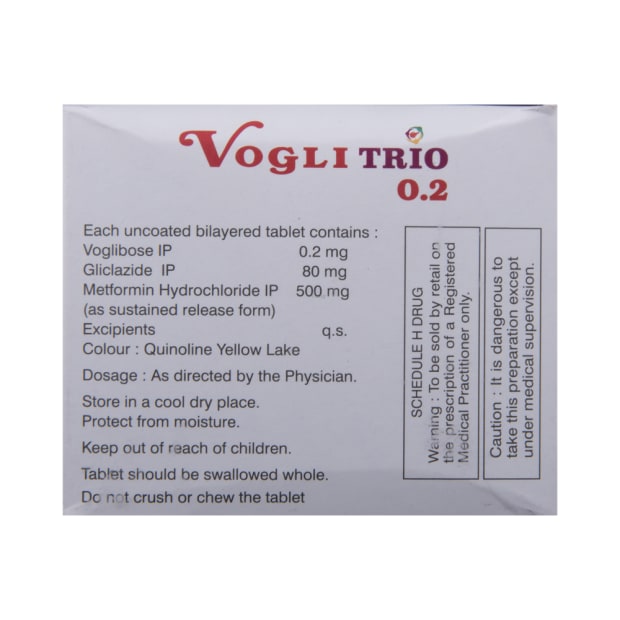 VOGLI TRIO
0.2
Each uncoated bilayered tablet contains :
Voglibose IP 0.2 mg
Gliclazide IP 80 mg
Metformin Hydrochloride IP 500 mg
(as sustained release form)
Excipients q.s.
Colour : Quinoline Yellow Lake
Dosage : As directed by the Physician.
Store in a cool dry place.
Protect from moisture.
Keep out of reach of children.
Tablet should be swallowed whole.
Do not crush or chew the tablet
SCHEDULE H DRUG
Warning : To be sold by retail on
the prescription of a Registered
Medical Practitioner only.
Caution : It is dangerous to
take this preparation except
under medical supervision.